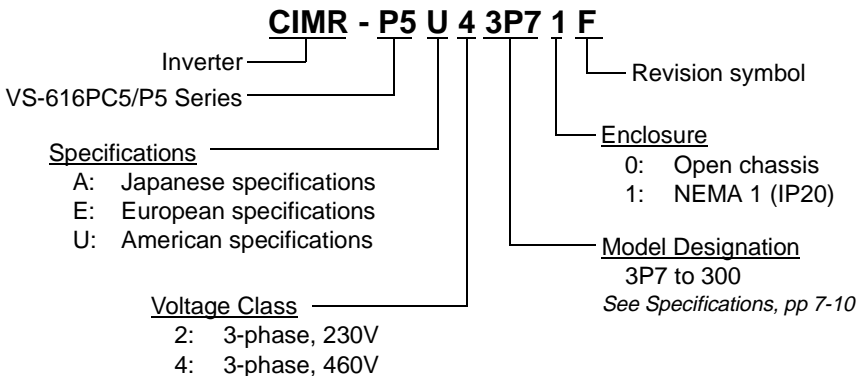 CIMR - P5 U 4 3P7 1 F
Inverter
VS-616PC5/P5 Series
Specifications
A: Japanese specifications
E: European specifications
U: American specifications
Voltage Class
2: 3-phase, 230V
4: 3-phase, 460V
Revision symbol
Enclosure
0: Open chassis
1: NEMA 1 (IP20)
Model Designation
3P7 to 300
See Specifications, pp 7-10